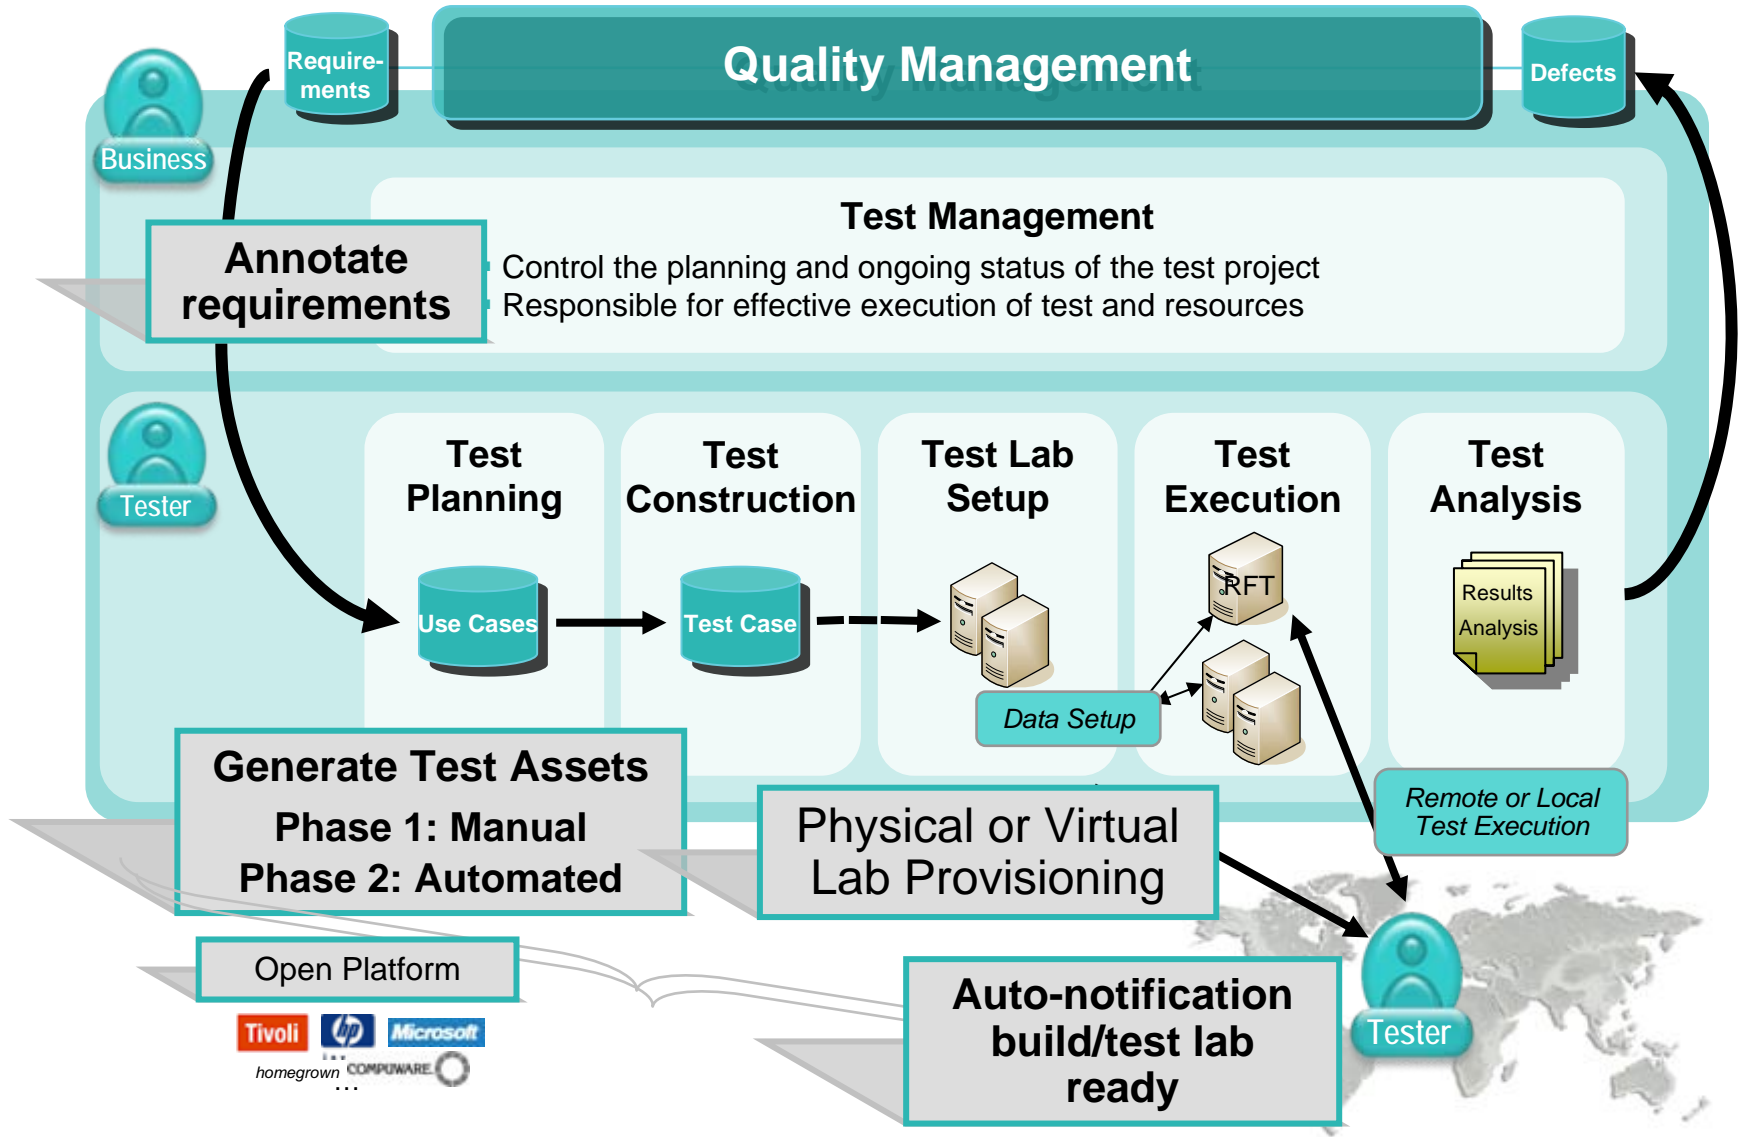 Quality Management
Require-
ments
Defects
Business
Test Management
Control the planning and ongoing status of the test project
Responsible for effective execution of test and resources
Annotate
requirements
Tester
Test
Planning
Test
Construction
Test Lab
Setup
Test
Execution
Test
Analysis
Use Cases
Test Case
RFT
Results
Analysis
Data Setup
Generate Test Assets
Phase 1: Manual
Phase 2: Automated
Physical or Virtual
Lab Provisioning
Remote or Local
Test Execution
Open Platform
Tivoli
hp
Microsoft
homegrown
COMPUWARE
...
Auto-notification
build/test lab
ready
Tester